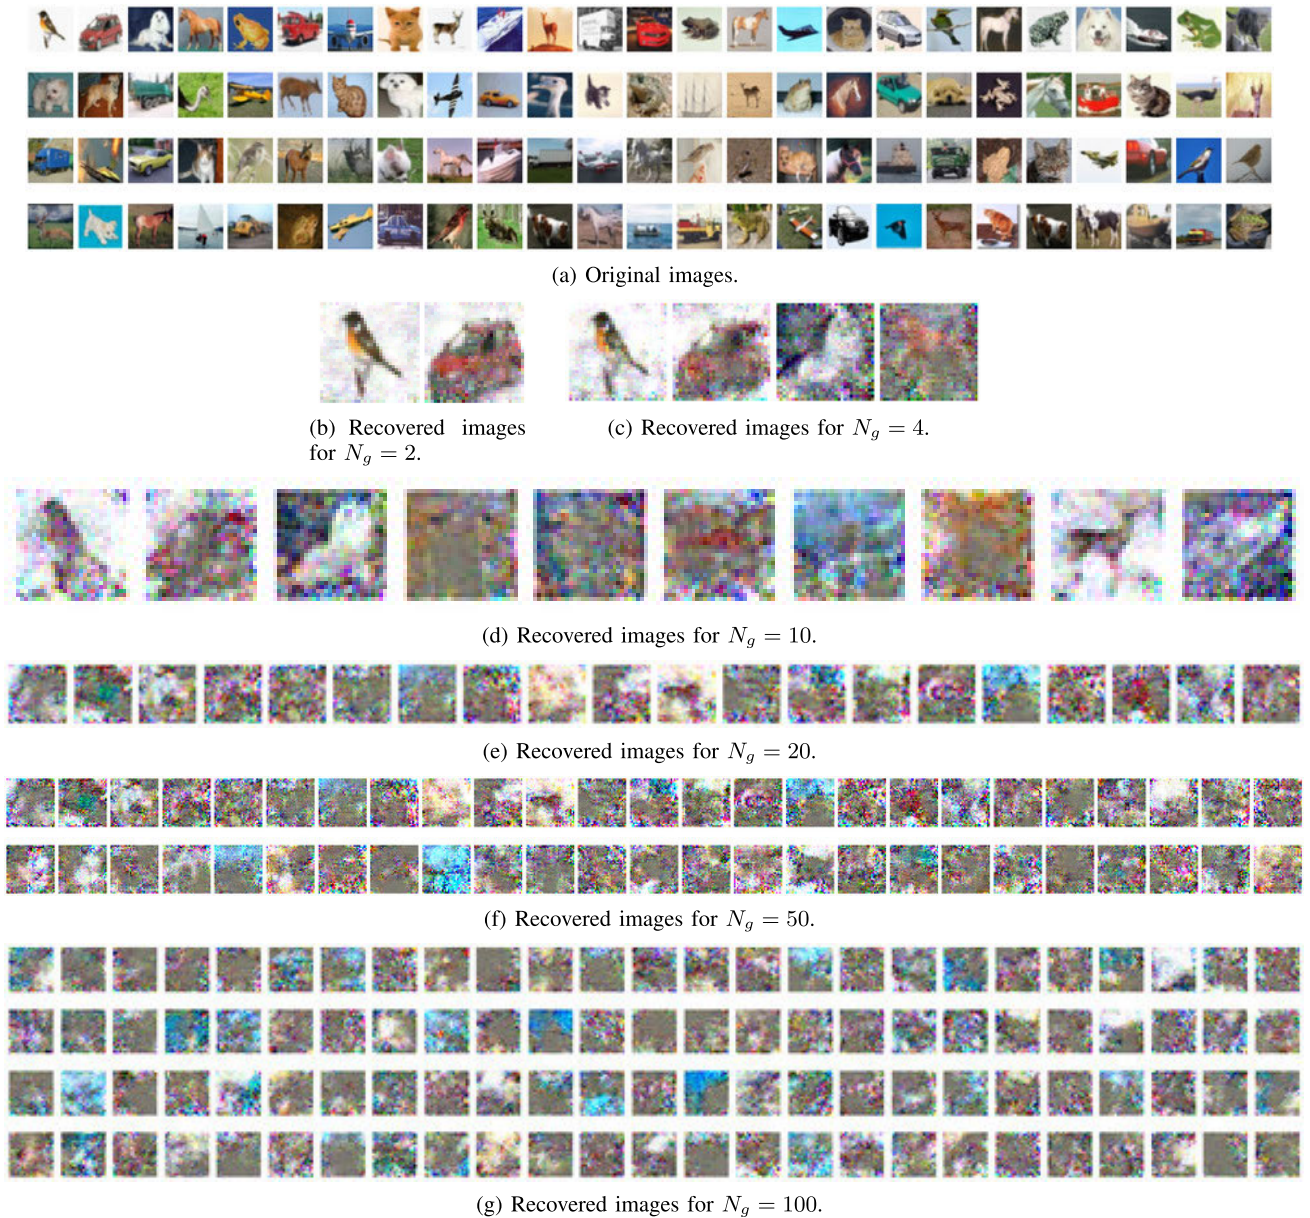 (a) Original images.
(b) Recovered images
for N_g = 2.
(c) Recovered images for N_g = 4.
(d) Recovered images for N_g = 10.
(e) Recovered images for N_g = 20.
(f) Recovered images for N_g = 50.
(g) Recovered images for N_g = 100.